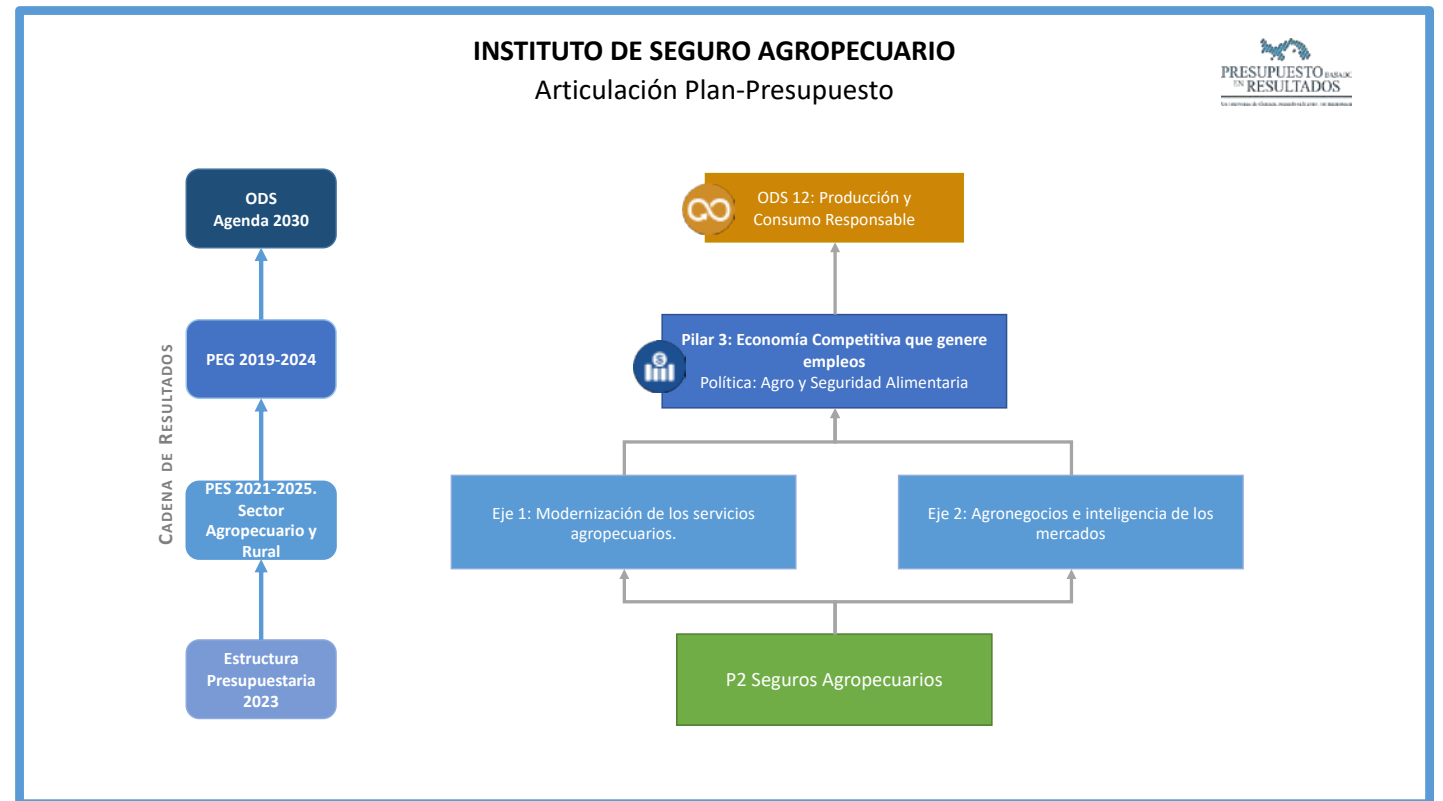 INSTITUTO DE SEGURO AGROPECUARIO
Articulación Plan-Presupuesto
PRESUPUESTO
EN RESULTADOS
CADENA DE RESULTADOS
ODS
Agenda 2030
PEG 2019-2024
PES 2021-2025.
Sector
Agropecuario y
Rural
Estructura
Presupuestaria
2023
ODS 12: Producción y
Consumo Responsable
Pilar 3: Economía Competitiva que genere
empleos
Política: Agro y Seguridad Alimentaria
Eje 1: Modernización de los servicios
agropecuarios.
Eje 2: Agronegocios e inteligencia de los
mercados
P2 Seguros Agropecuarios